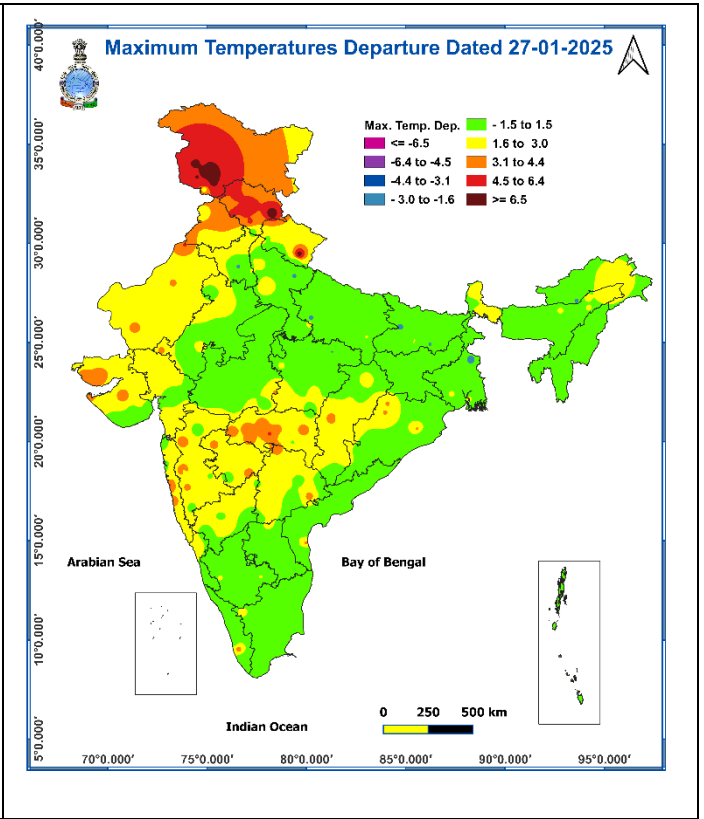 Maximum Temperatures Departure Dated 27-01-2025
Max. Temp. Dep.
<= -6.5
-6.4 to -4.5
-4.4 to -3.1
- 3.0 to -1.6
- 1.5 to 1.5
1.6 to 3.0
3.1 to 4.4
4.5 to 6.4
>= 6.5
40°0.000′
35°0.000′
30°0.000′
25°0.000′
20°0.000′
15°0.000′
10°0.000′
5°0.000′
Arabian Sea
Bay of Bengal
Indian Ocean
0 250 500 km
70°0.000′ 75°0.000′ 80°0.000′ 85°0.000′ 90°0.000′ 95°0.000′